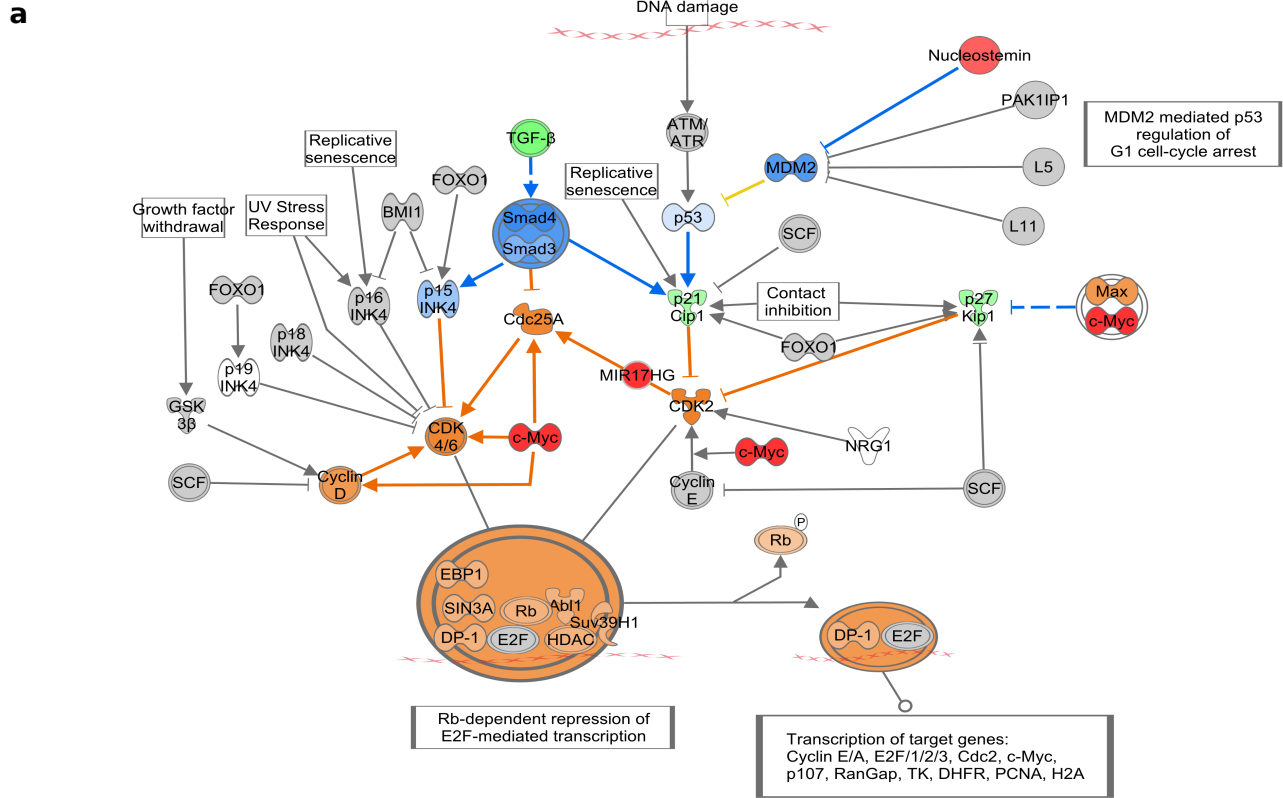 a
DNA damage
Nucleostemin
PAK1IP1
MDM2 mediated p53
regulation of
G1 cell-cycle arrest
ATM/
ATR
TGF-β
Replicative
senescence
MDM2
L5
Replicative
senescence
FOXO1
UV Stress
Response
BMI1
Growth factor
withdrawal
Smad4
p53
SCF
L11
Smad3
FOXO1
p16
INK4
p15
INK4
p21
Cip1
Contact
inhibition
p27
Kip1
Max
c-Myc
Cdc25A
p18
INK4
FOXO1
p19
INK4
MIR17HG
GSK
3β
CDK2
CDK
4/6
c-Myc
NRG1
c-Myc
SCF
Cyclin
D
Cyclin
E
SCF
P
Rb
EBP1
SIN3A
Rb
Abl1
Suv39H1
DP-1
E2F
HDAC
DP-1
E2F
Rb-dependent repression of
E2F-mediated transcription
Transcription of target genes:
Cyclin E/A, E2F/1/2/3, Cdc2, c-Myc,
p107, RanGap, TK, DHFR, PCNA, H2A